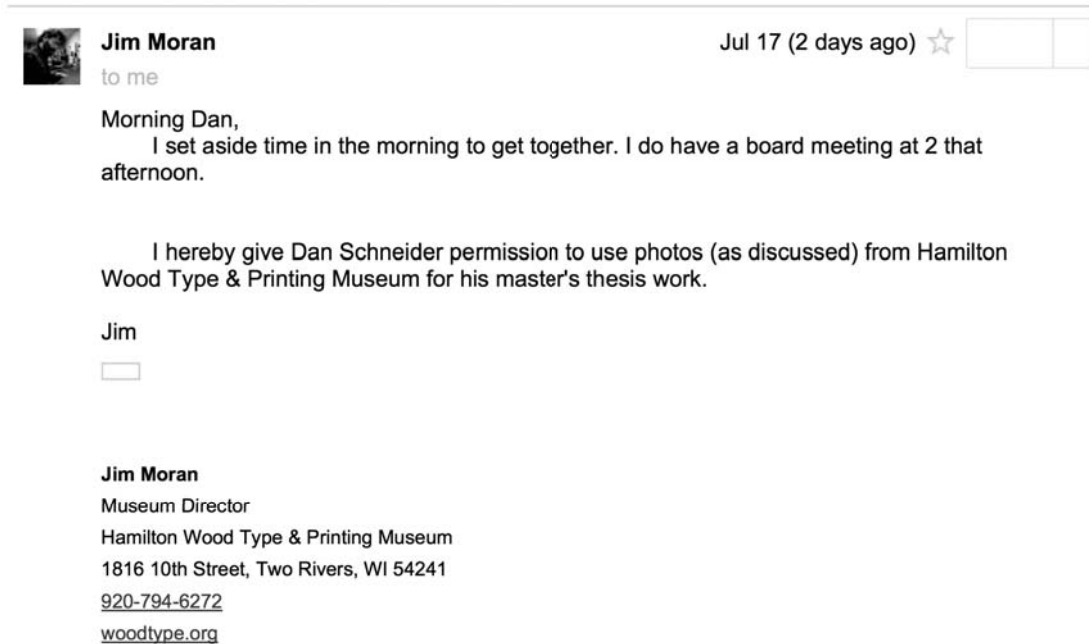 Jim Moran
Jul 17 (2 days ago)
to me
Morning Dan,
I set aside time in the morning to get together. I do have a board meeting at 2 that
afternoon.
I hereby give Dan Schneider permission to use photos (as discussed) from Hamilton
Wood Type & Printing Museum for his master's thesis work.
Jim
Jim Moran
Museum Director
Hamilton Wood Type & Printing Museum
1816 10th Street, Two Rivers, WI 54241
920-794-6272
woodtype.org